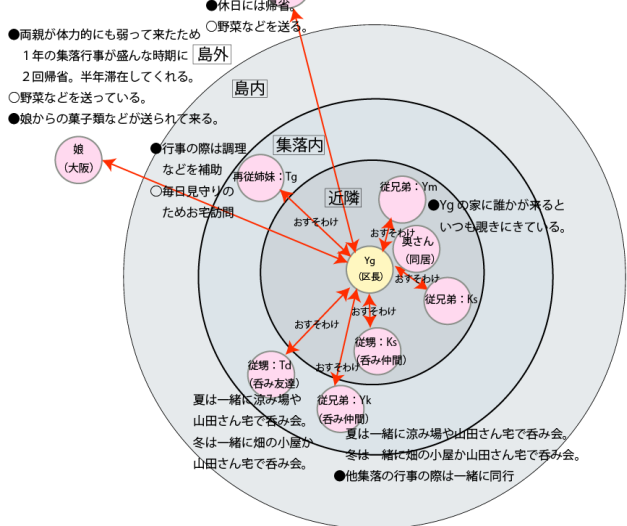 ●休日には帰省。
○野菜などを送る。
●両親が体力的にも弱って来たため
1年の集落行事が盛んな時期に
2回帰省。半年滞在してくれる。
○野菜などを送っている。
●娘からの菓子類などが送られて来る。
島外
島内
集落内
近隣
娘
(大阪)
●行事の際は調理
などを補助
○毎日見守りの
ためお宅訪問
再従姉妹:Tg
従兄弟:Ym
●Yg の家に誰かが来ると
いつも覗きにきている。
おすそわけ
おすそわけ
奥さん
(同居)
Yg
(区長)
おすそわけ
従兄弟:Ks
おすそわけ
おすそわけ
従甥:Ks
(呑み仲間)
おすそわけ
従甥:Td
(呑み友達)
従兄弟:Yk
(呑み仲間)
夏は一緒に涼み場や
山田さん宅で呑み会。
冬は一緒に畑の小屋か
山田さん宅で呑み会。
夏は一緒に涼み場や山田さん宅で呑み会。
冬は一緒に畑の小屋か山田さん宅で呑み会。
●他集落の行事の際は一緒に同行